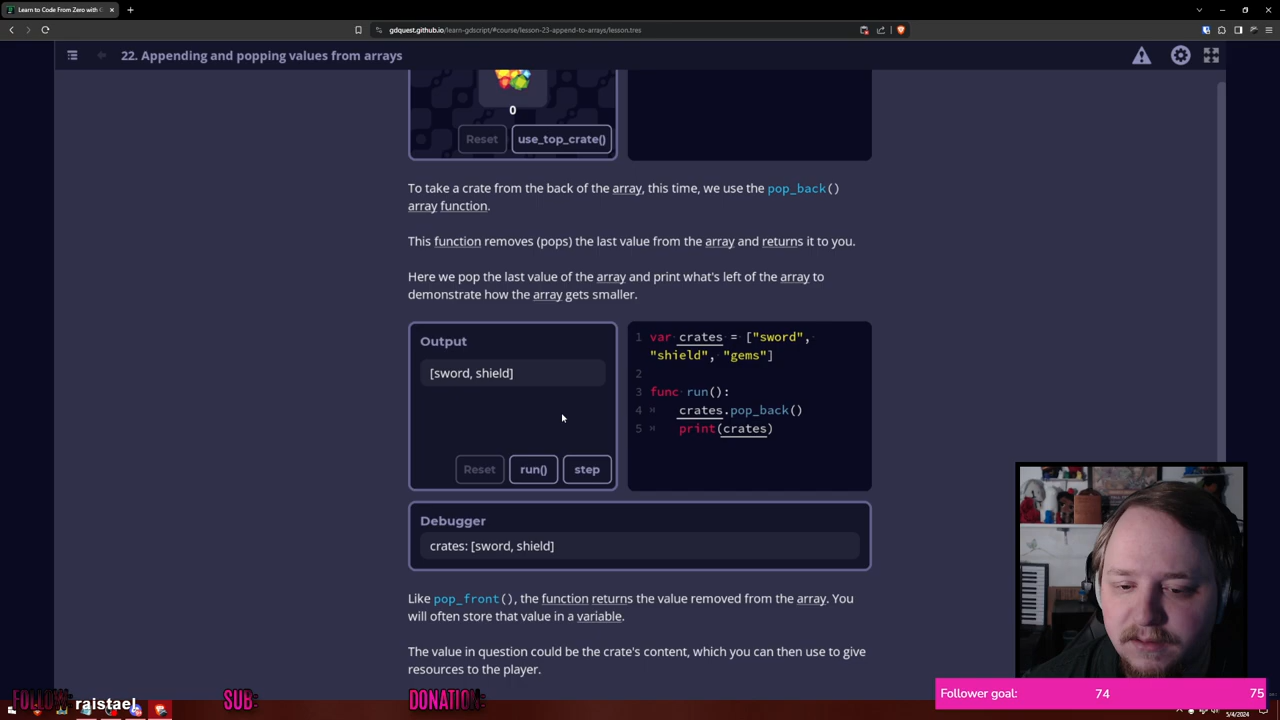 Learn to Code From Zero with
gdquest.github.io/learn-gdscript/#course/lesson-23-append-to-arrays/lesson.tres
22. Appending and popping values from arrays
0
Reset
use_top_crate()
To take a crate from the back of the array, this time, we use the pop_back()
array function.
This function removes (pops) the last value from the array and returns it to you.
Here we pop the last value of the array and print what's left of the array to
demonstrate how the array gets smaller.
Output
[sword, shield]
Reset
run()
step
1 var crates = ["sword",
"shield", "gems"]
2
3 func run():
4 crates.pop_back()
5 print(crates)
Debugger
crates: [sword, shield]
Like pop_front(), the function returns the value removed from the array. You
will often store that value in a variable.
The value in question could be the crate's content, which you can then use to give
resources to the player.
FOLLOW:
raistael
SUB:
DONATION:
Follower goal: 74 75
5/4/2024